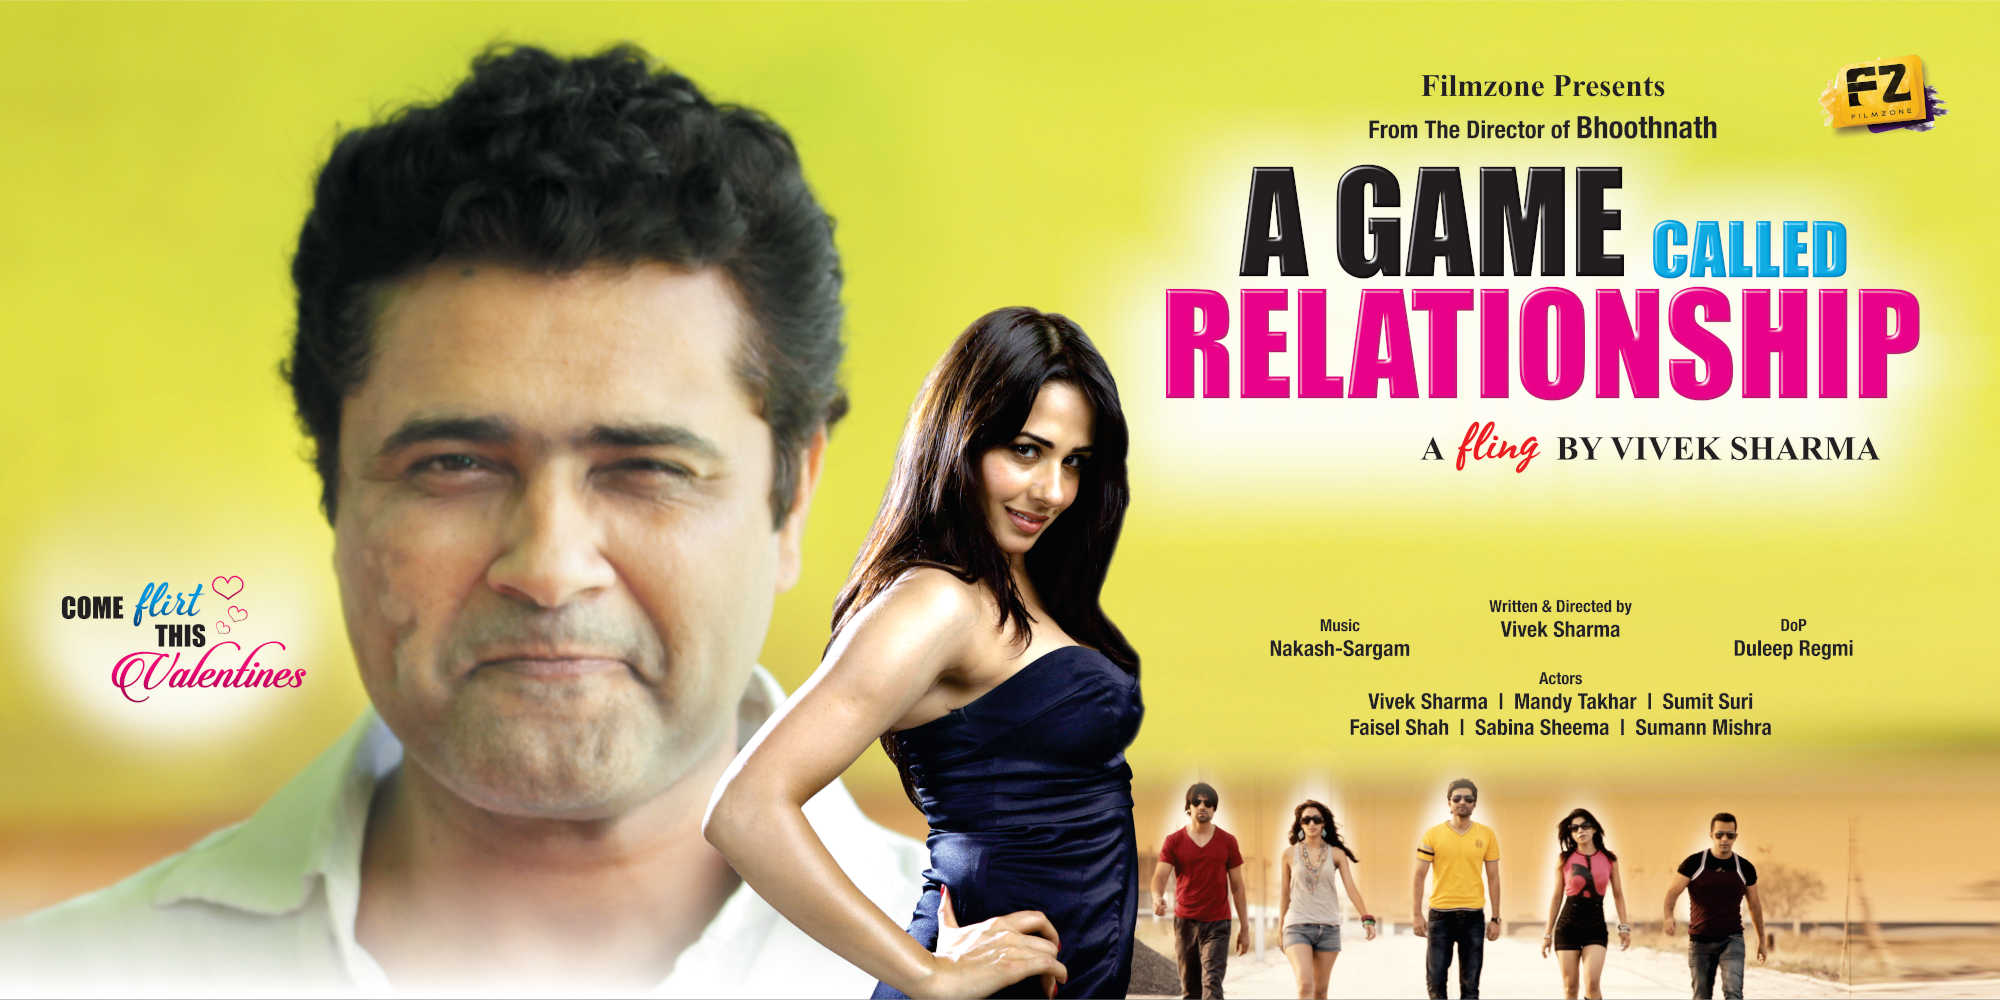 Filmzone Presents
From The Director of Bhoothnath
FZ
FILMZONE
A GAME CALLED
RELATIONSHIP
A fling BY VIVEK SHARMA
COME flirt
THIS
Valentines
Music
Nakash-Sargam
Written & Directed by
Vivek Sharma
DoP
Duleep Regmi
Actors
Vivek Sharma | Mandy Takhar | Sumit Suri
Faisel Shah | Sabina Sheema | Sumann Mishra